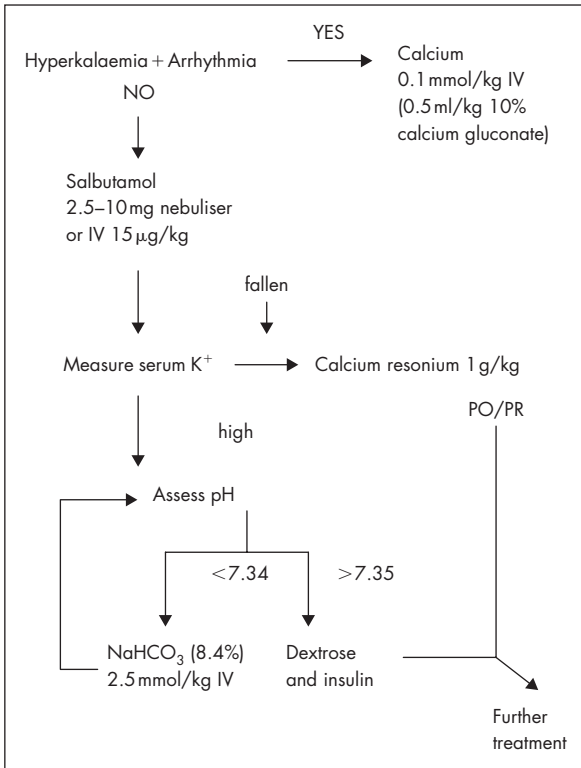 YES
Hyperkalaemia + Arrhythmia
NO
Calcium
0.1 mmol/kg IV
(0.5 ml/kg 10%
calcium gluconate)
Salbutamol
2.5–10 mg nebuliser
or IV 15 μg/kg
fallen
Measure serum K⁺
Calcium resonium 1 g/kg
PO/PR
high
Assess pH
<7.34
>7.35
NaHCO₃ (8.4%)
2.5 mmol/kg IV
Dextrose
and insulin
Further
treatment